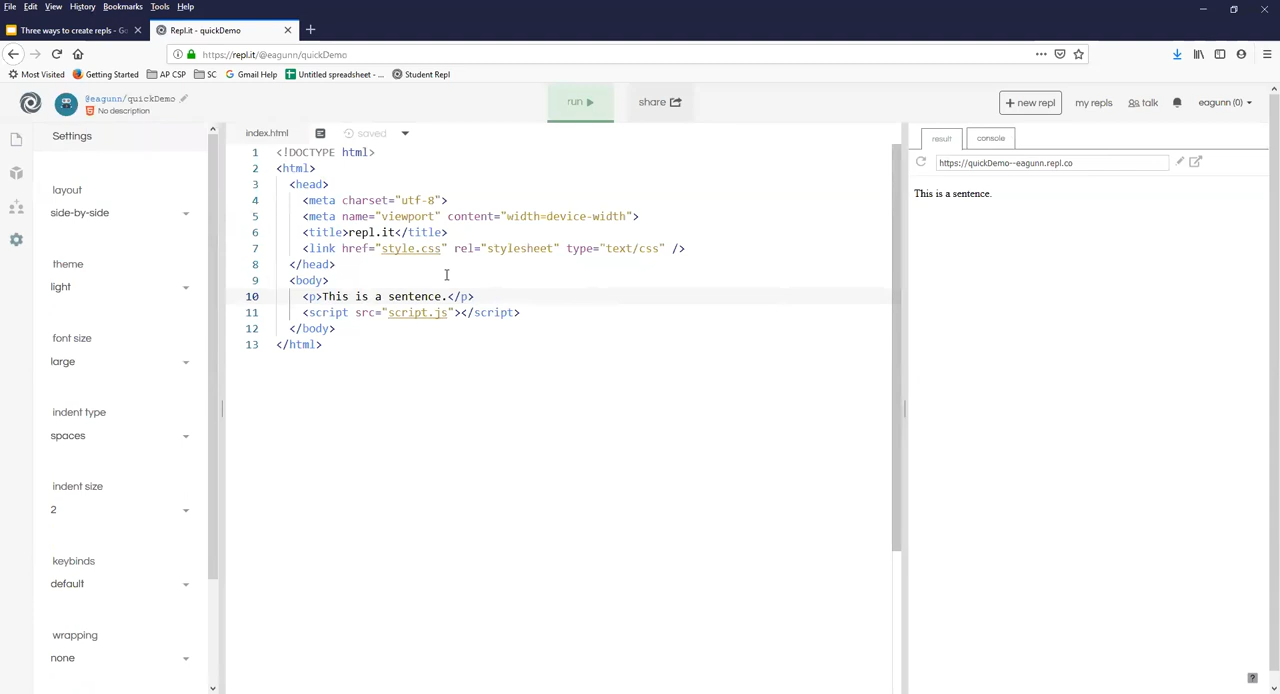 File Edit View History Bookmarks Tools Help
Three ways to create repls - Go
Repl.it - quickDemo
https://repl.it/@eagunn/quickDemo
Most Visited Getting Started AP CSP SC Gmail Help Untitled spreadsheet - ... Student Repl
@eagunn/quickDemo
No description
run
share
+ new repl
my repls
talk
eagunn (0)
Settings
layout
side-by-side
theme
light
font size
large
indent type
spaces
indent size
2
keybinds
default
wrapping
none
index.html
saved
1 <!DOCTYPE html>
2 <html>
3 <head>
4 <meta charset="utf-8">
5 <meta name="viewport" content="width=device-width">
6 <title>repl.it</title>
7 <link href="style.css" rel="stylesheet" type="text/css" />
8 </head>
9 <body>
10 <p>This is a sentence.</p>
11 <script src="script.js"></script>
12 </body>
13 </html>
result
console
https://quickDemo--eagunn.repl.co
This is a sentence.
?